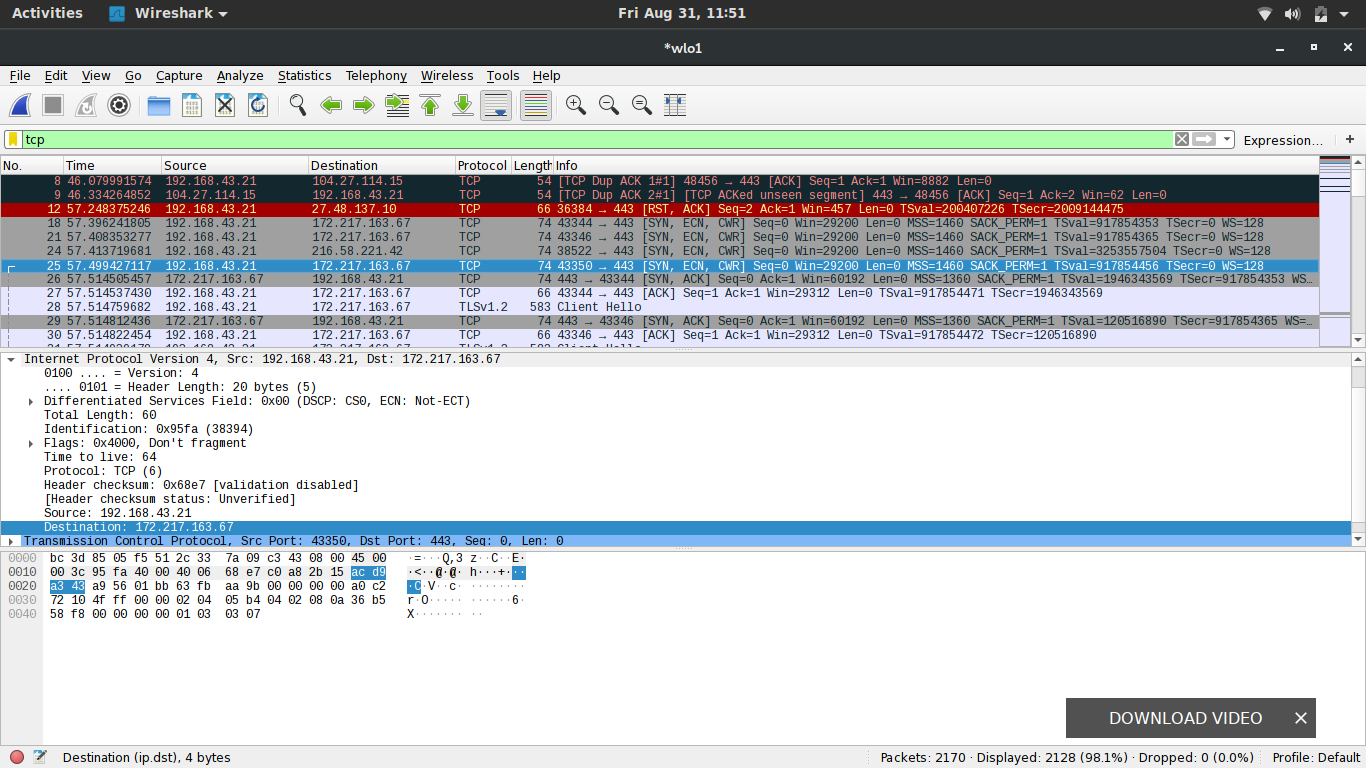 Activities Wireshark Fri Aug 31, 11:51
*wlo1
File Edit View Go Capture Analyze Statistics Telephony Wireless Tools Help
tcp Expression… +
No. Time Source Destination Protocol Length Info
8 46.079991574 192.168.43.21 104.27.114.15 TCP 54 [TCP Dup ACK 1#1] 48456 → 443 [ACK] Seq=1 Ack=1 Win=8882 Len=0
9 46.334264852 104.27.114.15 192.168.43.21 TCP 54 [TCP Dup ACK 2#1] [TCP ACKed unseen segment] 443 → 48456 [ACK] Seq=1 Ack=2 Win=62 Len=0
12 57.248375246 192.168.43.21 27.48.137.10 TCP 66 36384 → 443 [RST, ACK] Seq=2 Ack=1 Win=457 Len=0 TSval=200407226 TSecr=2009144475
18 57.396241805 192.168.43.21 172.217.163.67 TCP 74 43344 → 443 [SYN, ECN, CWR] Seq=0 Win=29200 Len=0 MSS=1460 SACK_PERM=1 TSval=917854353 TSecr=0 WS=128
21 57.408353277 192.168.43.21 172.217.163.67 TCP 74 43346 → 443 [SYN, ECN, CWR] Seq=0 Win=29200 Len=0 MSS=1460 SACK_PERM=1 TSval=917854365 TSecr=0 WS=128
24 57.413719681 192.168.43.21 216.58.221.42 TCP 74 38522 → 443 [SYN, ECN, CWR] Seq=0 Win=29200 Len=0 MSS=1460 SACK_PERM=1 TSval=3253557504 TSecr=0 WS=128
25 57.499427117 192.168.43.21 172.217.163.67 TCP 74 43350 → 443 [SYN, ECN, CWR] Seq=0 Win=29200 Len=0 MSS=1460 SACK_PERM=1 TSval=917854456 TSecr=0 WS=128
26 57.514505457 172.217.163.67 192.168.43.21 TCP 74 443 → 43344 [SYN, ACK] Seq=0 Ack=1 Win=60192 Len=0 MSS=1360 SACK_PERM=1 TSval=1946343569 TSecr=917854353 WS…
27 57.514537430 192.168.43.21 172.217.163.67 TCP 66 43344 → 443 [ACK] Seq=1 Ack=1 Win=29312 Len=0 TSval=917854471 TSecr=1946343569
28 57.514759682 192.168.43.21 172.217.163.67 TLSv1.2 583 Client Hello
29 57.514812436 172.217.163.67 192.168.43.21 TCP 74 443 → 43346 [SYN, ACK] Seq=0 Ack=1 Win=60192 Len=0 MSS=1360 SACK_PERM=1 TSval=120516890 TSecr=917854365 WS=…
30 57.514822454 192.168.43.21 172.217.163.67 TCP 66 43346 → 443 [ACK] Seq=1 Ack=1 Win=29312 Len=0 TSval=917854472 TSecr=120516890
Internet Protocol Version 4, Src: 192.168.43.21, Dst: 172.217.163.67
0100 .... = Version: 4
.... 0101 = Header Length: 20 bytes (5)
Differentiated Services Field: 0x00 (DSCP: CS0, ECN: Not-ECT)
Total Length: 60
Identification: 0x95fa (38394)
Flags: 0x4000, Don't fragment
Time to live: 64
Protocol: TCP (6)
Header checksum: 0x68e7 [validation disabled]
[Header checksum status: Unverified]
Source: 192.168.43.21
Destination: 172.217.163.67
Transmission Control Protocol, Src Port: 43350, Dst Port: 443, Seq: 0, Len: 0
0000 bc 3d 85 05 f5 51 2c 33 7a 09 c3 43 08 00 45 00 ·=···Q,3 z··C··E·
0010 00 3c 95 fa 40 00 40 06 68 e7 c0 a8 2b 15 ac d9 ·<··@·@· h···+···
0020 a3 43 a9 56 01 bb 63 fb aa 9b 00 00 00 00 a0 c2 ·C·V··c· ········
0030 72 10 4f ff 00 00 02 04 05 b4 04 02 08 0a 36 b5 r·O····· ······6·
0040 58 f8 00 00 00 00 01 03 03 07 X······· ··
DOWNLOAD VIDEO ×
Destination (ip.dst), 4 bytes Packets: 2170 · Displayed: 2128 (98.1%) · Dropped: 0 (0.0%) Profile: Default